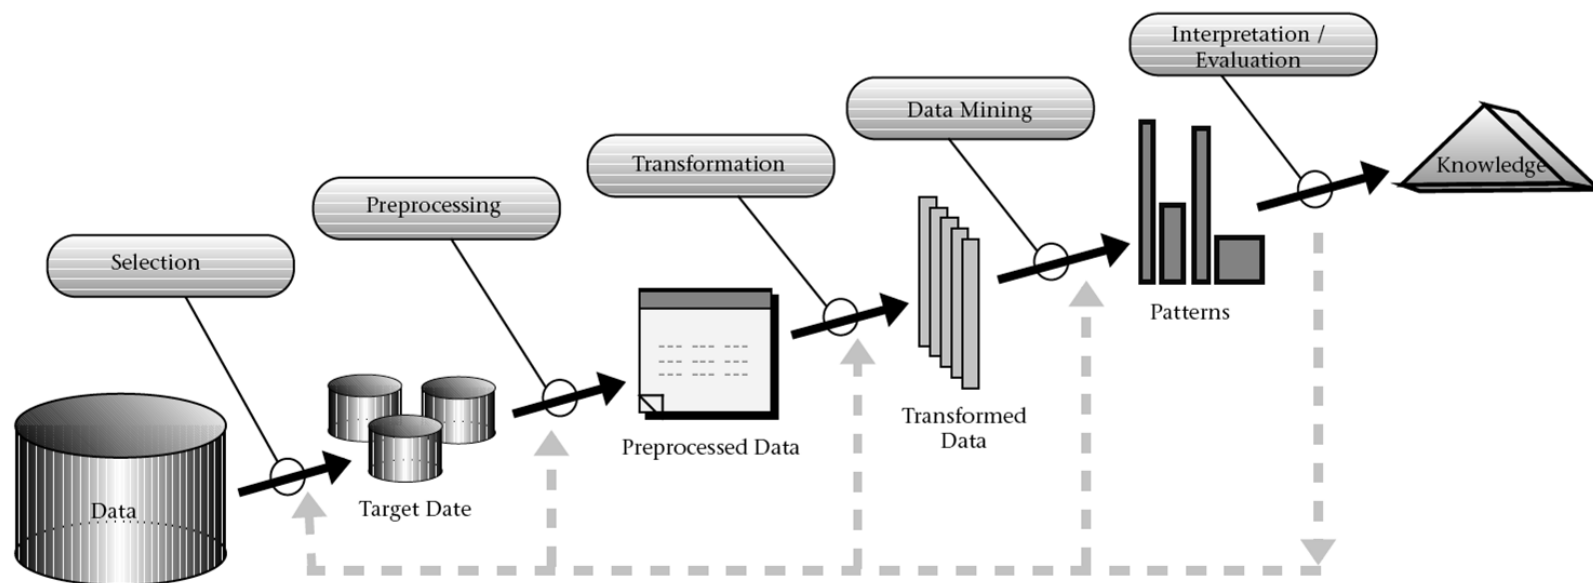 Interpretation /
Evaluation
Data Mining
Transformation
Knowledge
Preprocessing
Selection
Patterns
Transformed
Data
Preprocessed Data
Target Date
Data